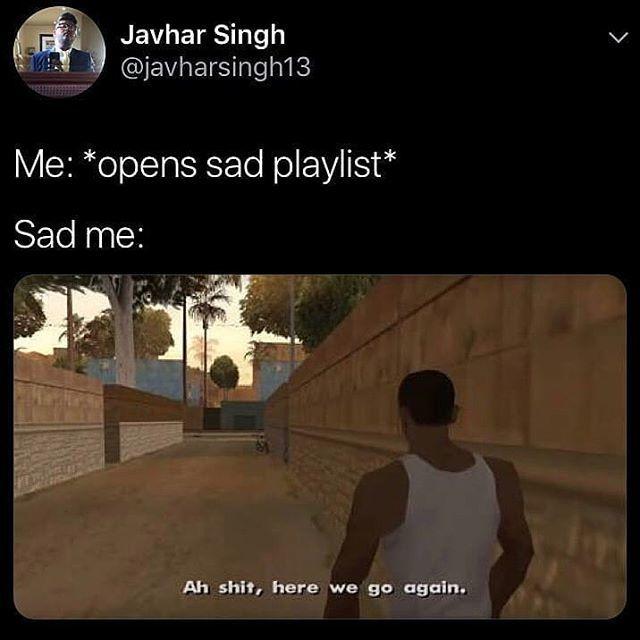 Javhar Singh
@javharsingh13
Me: *opens sad playlist*
Sad me:
Ah shit, here we go again.